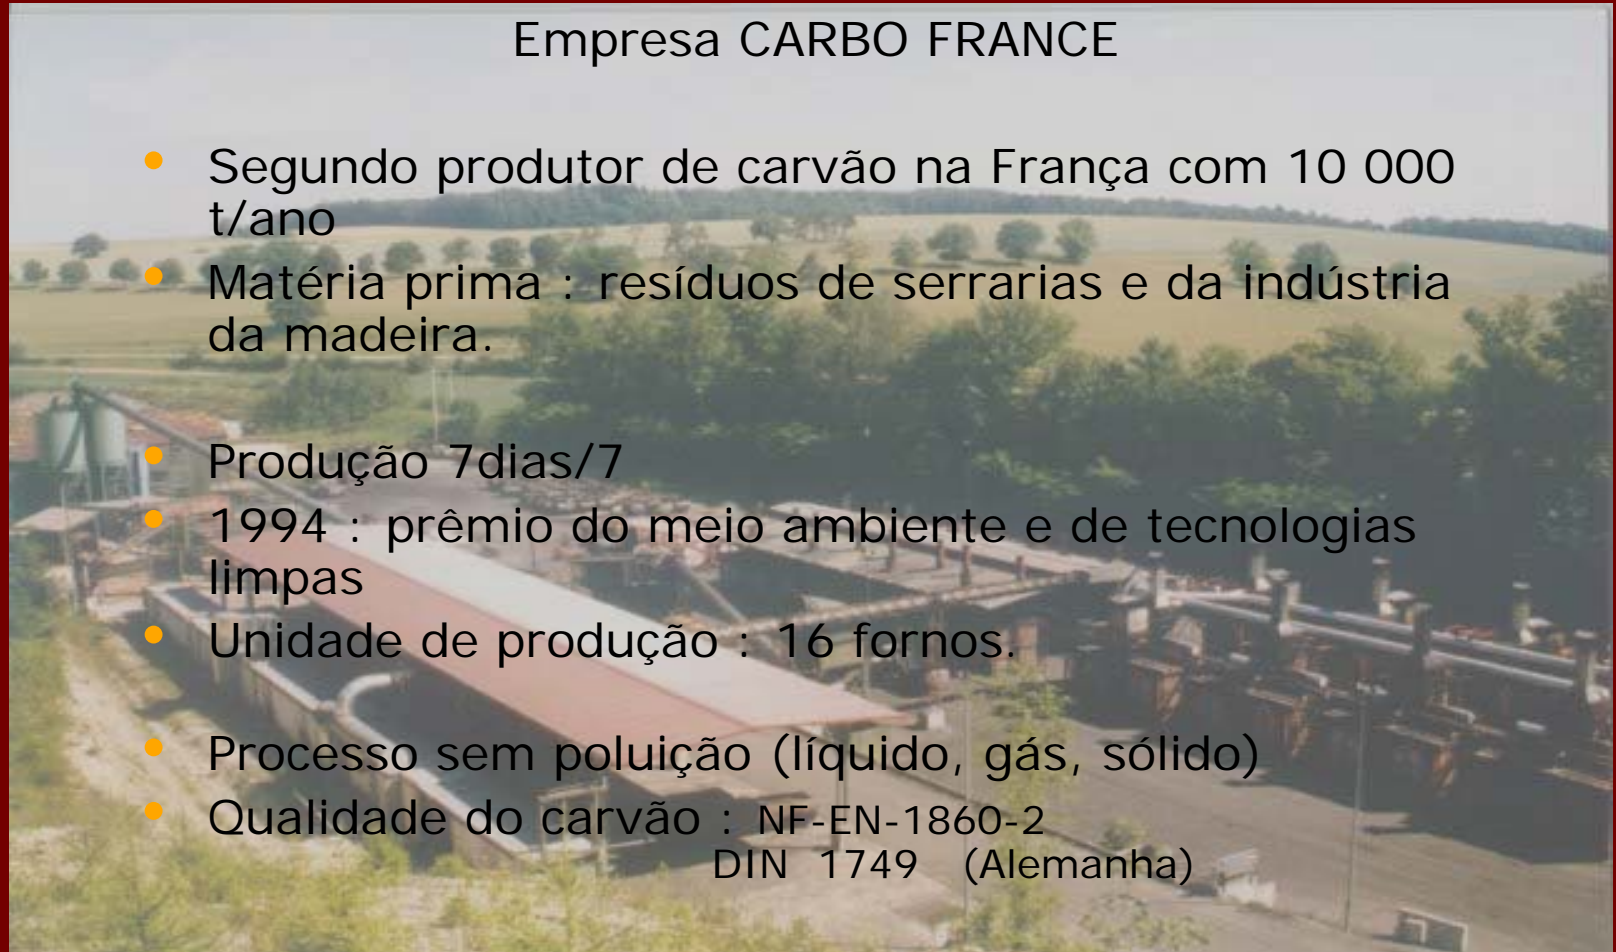 Empresa CARBO FRANCE
• Segundo produtor de carvão na França com 10 000
t/ano
• Matéria prima : resíduos de serrarias e da indústria
da madeira.
• Produção 7dias/7
• 1994 : prêmio do meio ambiente e de tecnologias
limpas
• Unidade de produção : 16 fornos.
• Processo sem poluição (líquido, gás, sólido)
• Qualidade do carvão : NF-EN-1860-2
DIN 1749 (Alemanha)